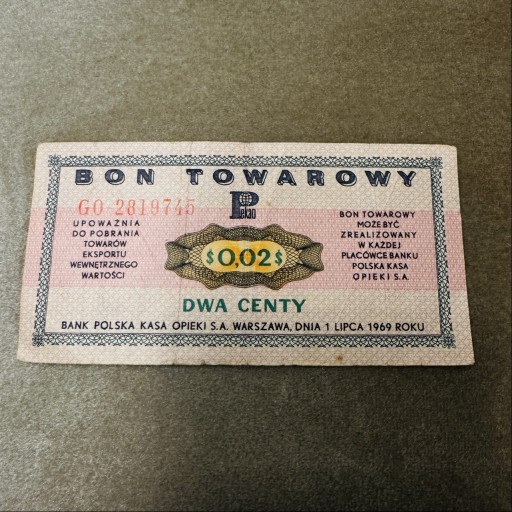 BON TOWAROWY
GO 2819745
Pekao
UPOWAŻNIA
DO POBRANIA
TOWARÓW
EKSPORTU
WEWNĘTRZNEGO
WARTOŚCI
$0,02$
BON TOWAROWY
MOŻE BYĆ
ZREALIZOWANY
W KAŻDEJ
PLACÓWCE BANKU
POLSKA KASA
OPIEKI S.A.
DWA CENTY
BANK POLSKA KASA OPIEKI S.A. WARSZAWA, DNIA 1 LIPCA 1969 ROKU